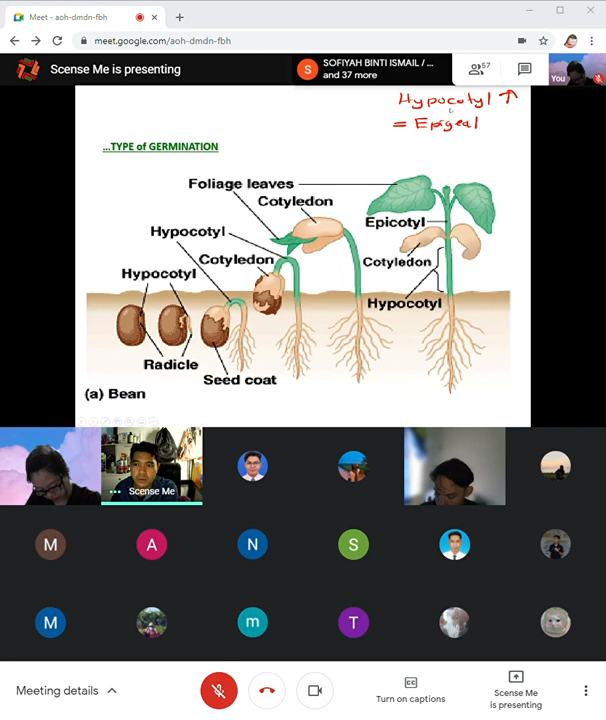 Meet - aoh-dmdn-fbh
meet.google.com/aoh-dmdn-fbh
Scense Me is presenting
S
SOFIYAH BINTI ISMAIL / ...
and 37 more
57
You
Hypocotyl ↑
= Epigeal
...TYPE of GERMINATION
Foliage leaves
Cotyledon
Epicotyl
Hypocotyl
Cotyledon
Cotyledon
Hypocotyl
Hypocotyl
Radicle
Seed coat
(a) Bean
Scense Me
M
A
N
S
M
m
T
Meeting details
CC
Turn on captions
Scense Me
is presenting